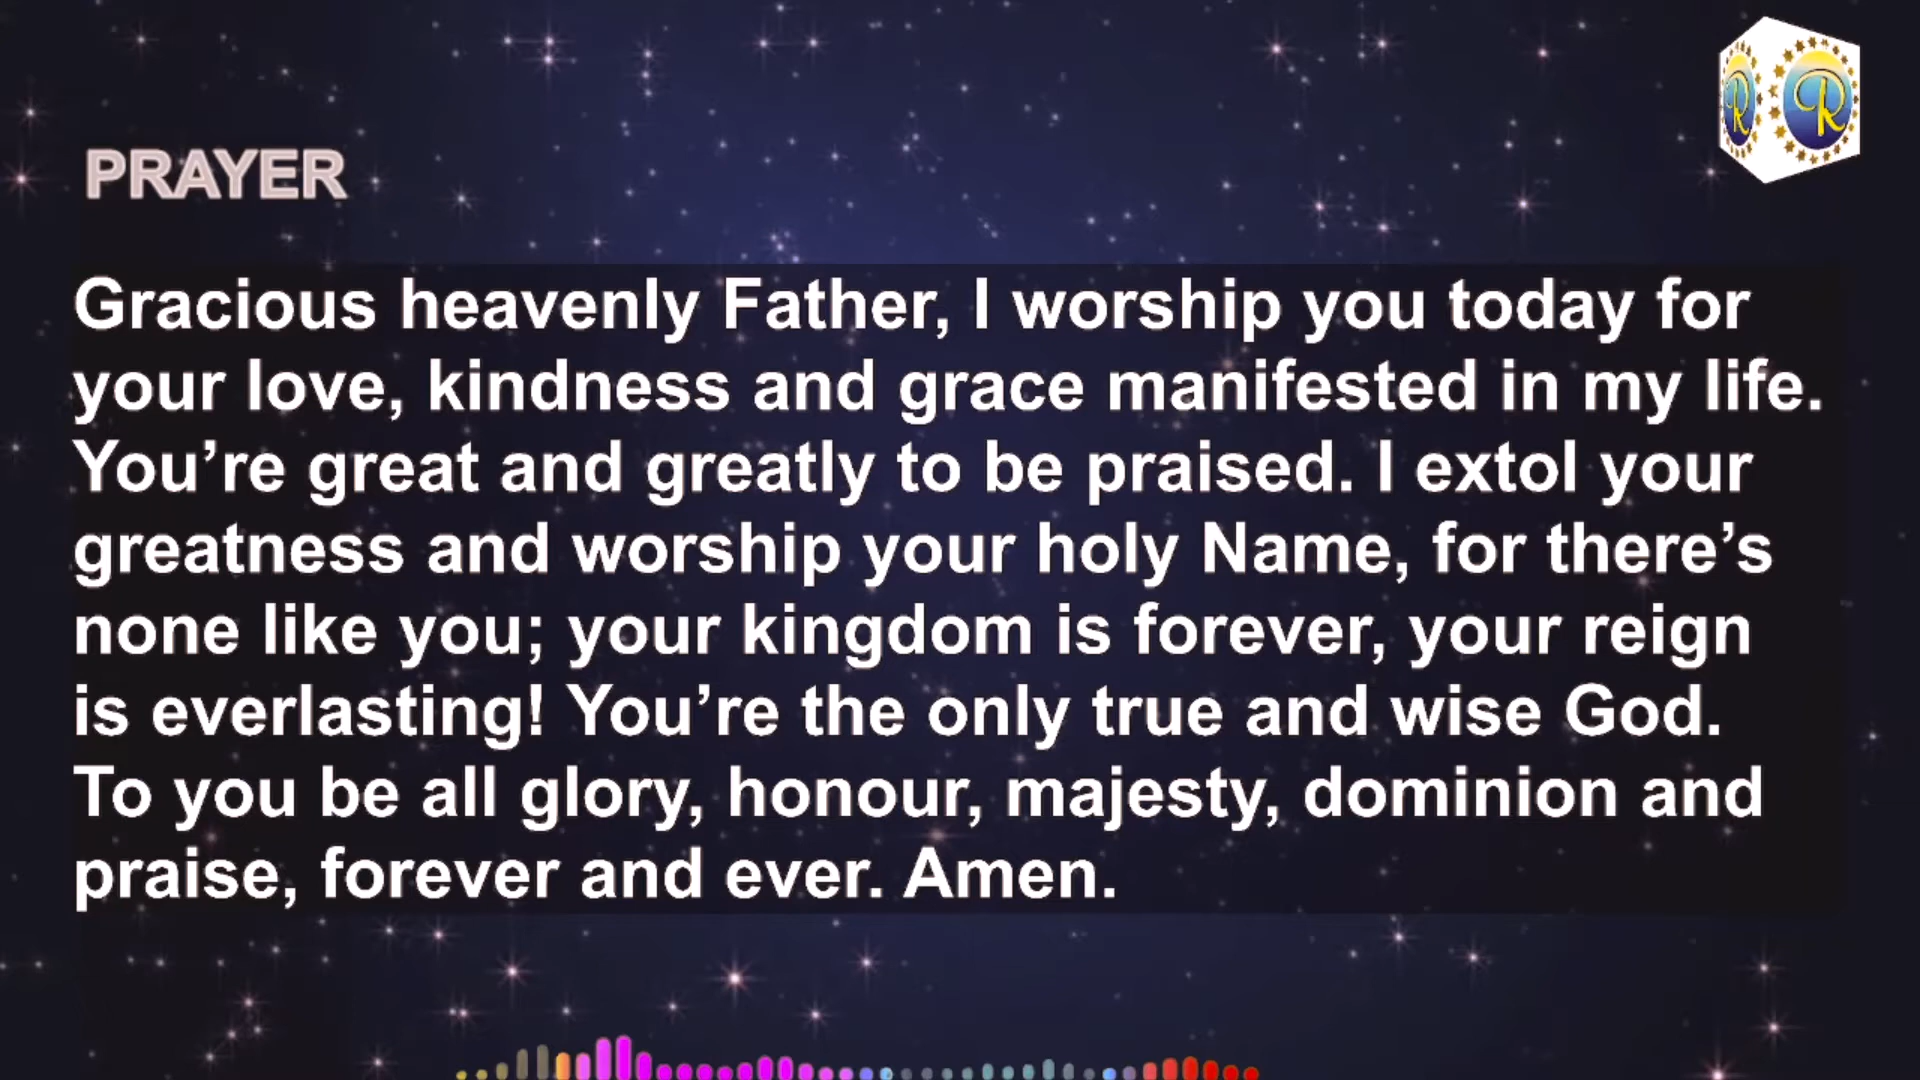 PRAYER
Gracious heavenly Father, I worship you today for
your love, kindness and grace manifested in my life.
You’re great and greatly to be praised. I extol your
greatness and worship your holy Name, for there’s
none like you; your kingdom is forever, your reign
is everlasting! You’re the only true and wise God.
To you be all glory, honour, majesty, dominion and
praise, forever and ever. Amen.
R
R